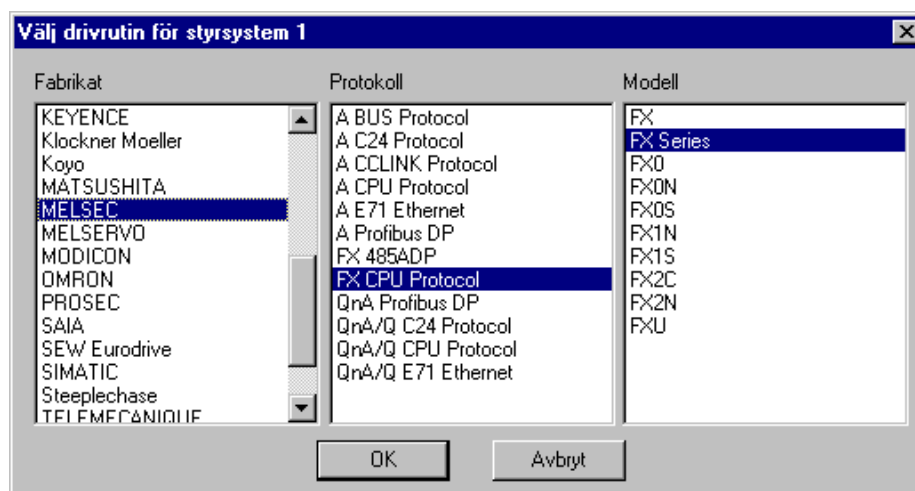 Välj drivrutin för styrsystem 1
Fabrikat
KEYENCE
Klockner Moeller
Koyo
MATSUSHITA
MELSEC
MELSERVO
MODICON
OMRON
PROSEC
SAIA
SEW Eurodrive
SIMATIC
Steeplechase
TELEMECANIQUE
Protokoll
A BUS Protocol
A C24 Protocol
A CCLINK Protocol
A CPU Protocol
A E71 Ethernet
A Profibus DP
FX 485ADP
FX CPU Protocol
QnA Profibus DP
QnA/Q C24 Protocol
QnA/Q CPU Protocol
QnA/Q E71 Ethernet
Modell
FX
FX Series
FX0
FX0N
FX0S
FX1N
FX1S
FX2C
FX2N
FXU
OK
Avbryt